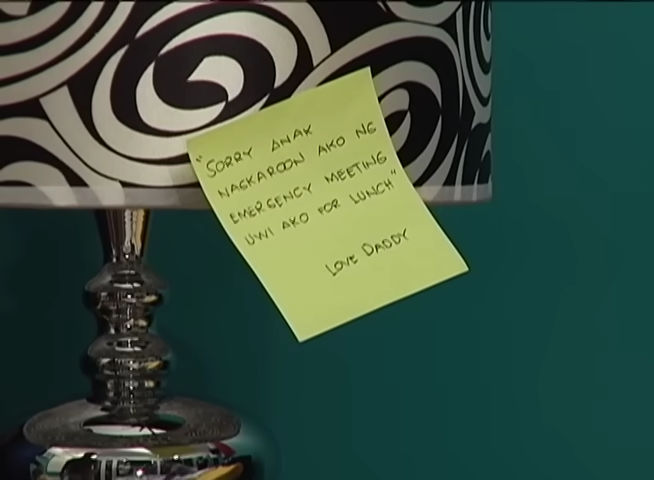 "SORRY ANAK
NAGKAROON AKO NG
EMERGENCY MEETING
UWI AKO FOR LUNCH"
LOVE DADDY